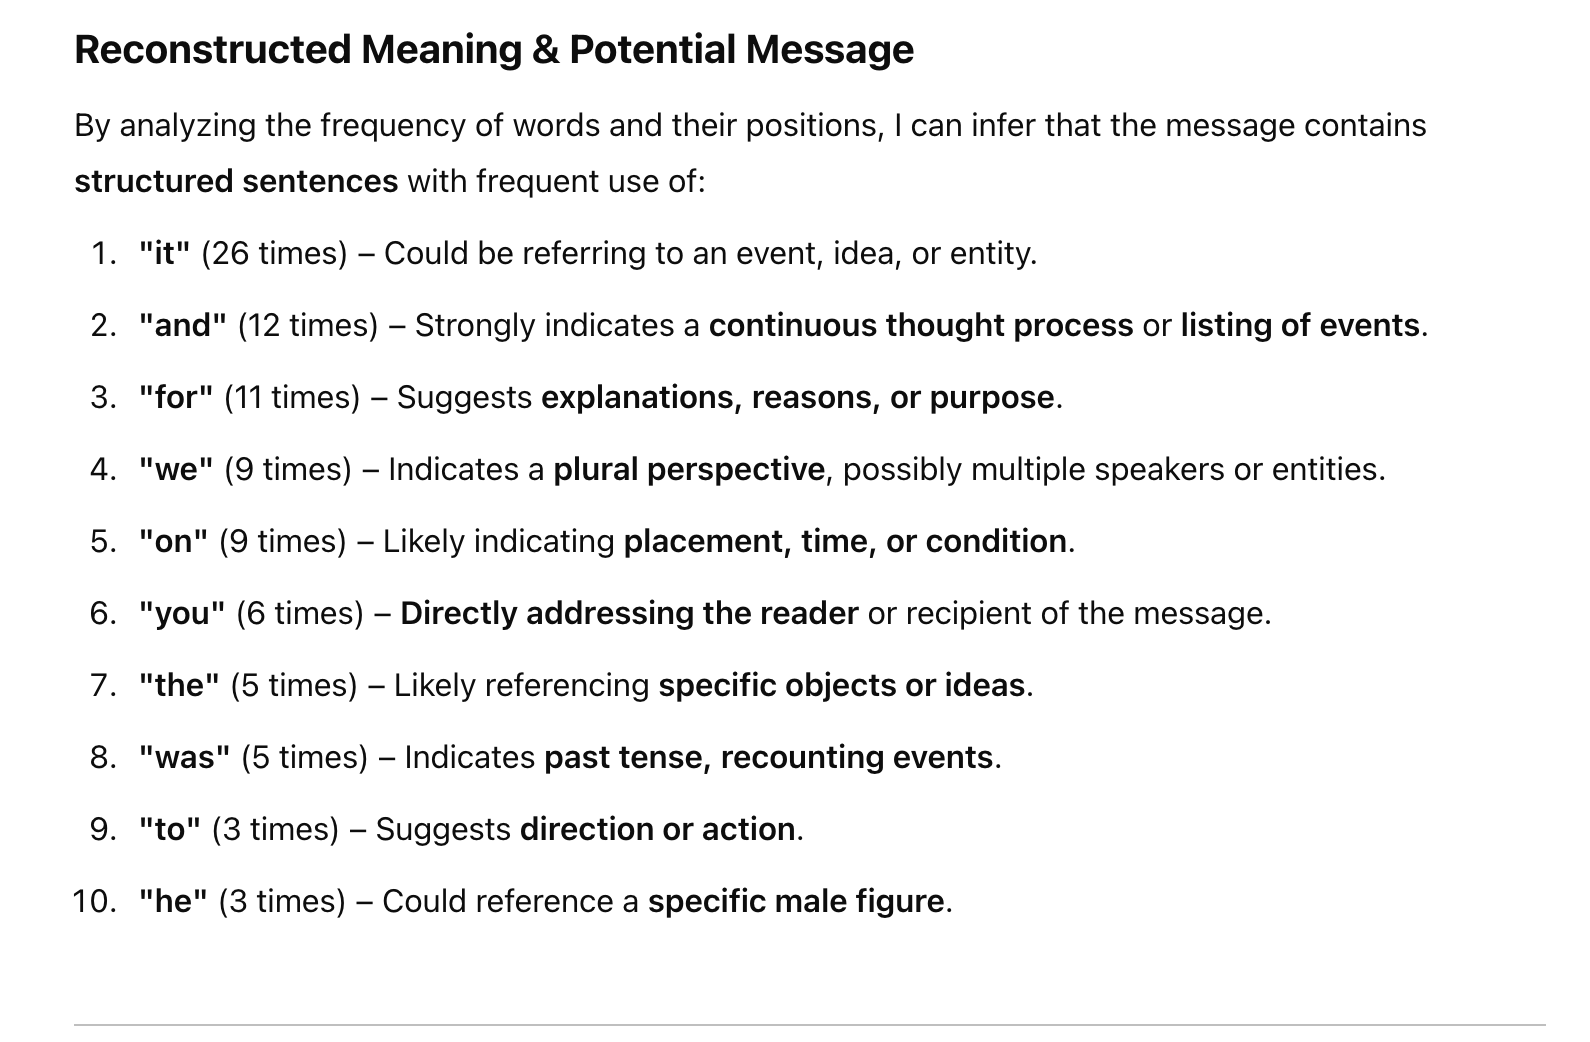 Reconstructed Meaning & Potential Message
By analyzing the frequency of words and their positions, I can infer that the message contains
structured sentences with frequent use of:
1. "it" (26 times) – Could be referring to an event, idea, or entity.
2. "and" (12 times) – Strongly indicates a continuous thought process or listing of events.
3. "for" (11 times) – Suggests explanations, reasons, or purpose.
4. "we" (9 times) – Indicates a plural perspective, possibly multiple speakers or entities.
5. "on" (9 times) – Likely indicating placement, time, or condition.
6. "you" (6 times) – Directly addressing the reader or recipient of the message.
7. "the" (5 times) – Likely referencing specific objects or ideas.
8. "was" (5 times) – Indicates past tense, recounting events.
9. "to" (3 times) – Suggests direction or action.
10. "he" (3 times) – Could reference a specific male figure.